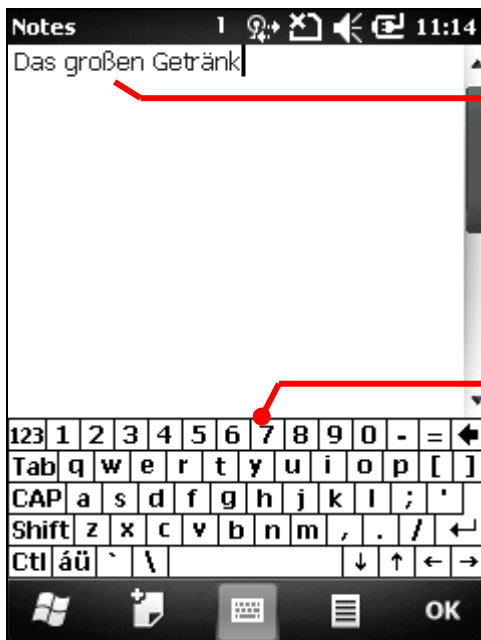 Notes 1 11:14
Das großen Getränk
123 1 2 3 4 5 6 7 8 9 0 - = ←
Tab q w e r t y u i o p [ ]
CAP a s d f g h j k l ; '
Shift z x c v b n m , . / ↵
Ctl áü ` \ ↓ ↑ ← →
OK